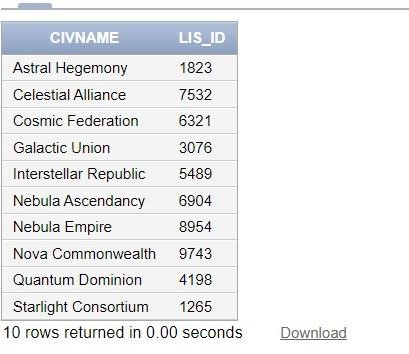 CIVNAME LIS_ID
Astral Hegemony 1823
Celestial Alliance 7532
Cosmic Federation 6321
Galactic Union 3076
Interstellar Republic 5489
Nebula Ascendancy 6904
Nebula Empire 8954
Nova Commonwealth 9743
Quantum Dominion 4198
Starlight Consortium 1265
10 rows returned in 0.00 seconds Download